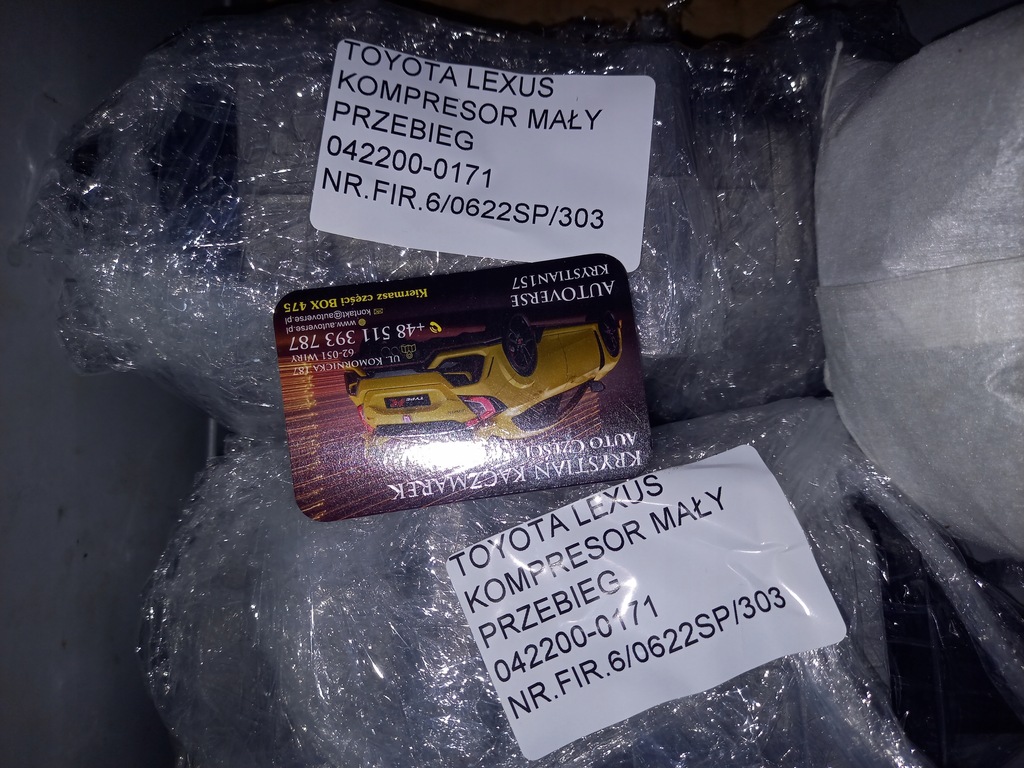 TOYOTA LEXUS
KOMPRESOR MAŁY
PRZEBIEG
042200-0171
NR.FIR.6/0622SP/303
KRYSTIAN KACZMAREK
AUTO CZĘŚCI
UL. KOMORNICKA 187
62-051 WIRY
+48 511 393 787
www.autoverse.pl
kontakt@autoverse.pl
Kiermasz części BOX 475
AUTOVERSE
KRYSTIAN157
TOYOTA LEXUS
KOMPRESOR MAŁY
PRZEBIEG
042200-0171
NR.FIR.6/0622SP/303